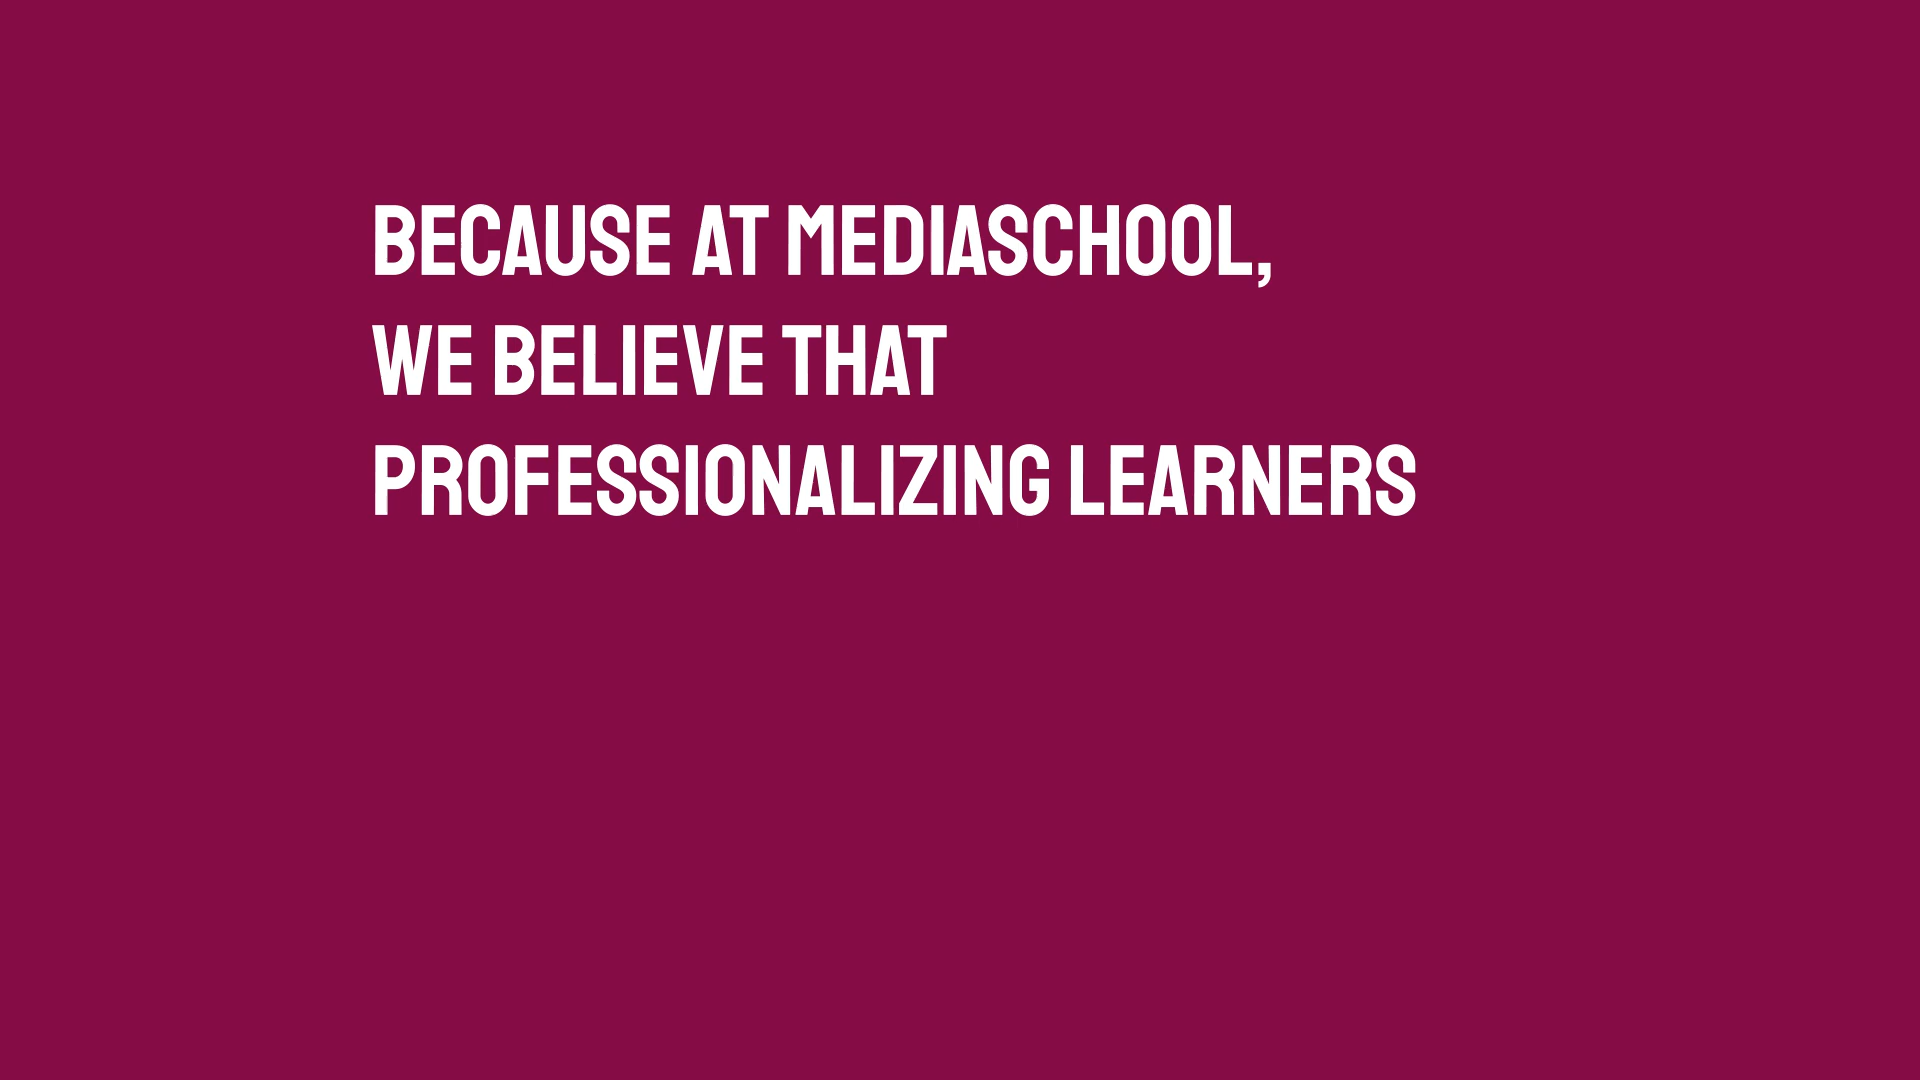 BECAUSE AT MEDIASCHOOL,
WE BELIEVE THAT
PROFESSIONALIZING LEARNERS